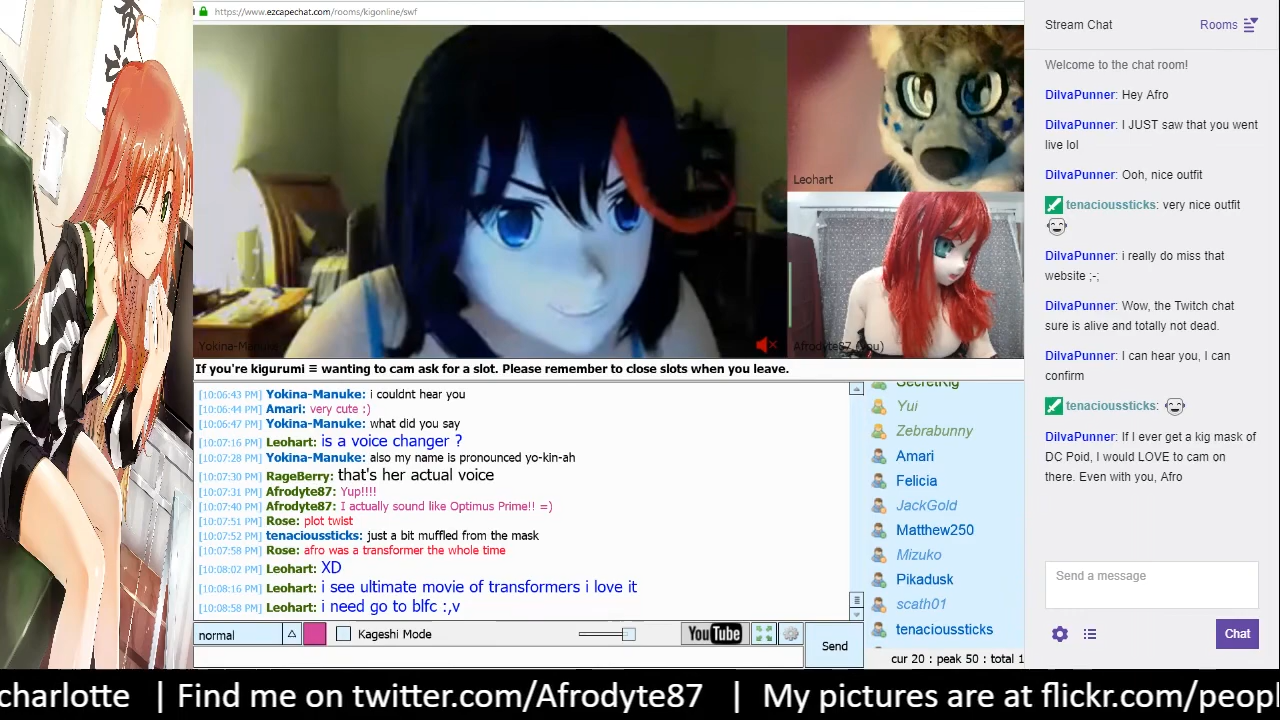 https://www.ezcapechat.com/rooms/kigonline/swf
Leohart
Yokina-Manuke
Afrodyte87 (you)
If you're kigurumi ≡ wanting to cam ask for a slot. Please remember to close slots when you leave.
[10:06:43 PM] Yokina-Manuke: i couldnt hear you
[10:06:44 PM] Amari: very cute :)
[10:06:47 PM] Yokina-Manuke: what did you say
[10:07:16 PM] Leohart: is a voice changer ?
[10:07:28 PM] Yokina-Manuke: also my name is pronounced yo-kin-ah
[10:07:30 PM] RageBerry: that's her actual voice
[10:07:31 PM] Afrodyte87: Yup!!!!
[10:07:40 PM] Afrodyte87: I actually sound like Optimus Prime!! =)
[10:07:51 PM] Rose: plot twist
[10:07:52 PM] tenacioussticks: just a bit muffled from the mask
[10:07:58 PM] Rose: afro was a transformer the whole time
[10:08:02 PM] Leohart: XD
[10:08:16 PM] Leohart: i see ultimate movie of transformers i love it
[10:08:58 PM] Leohart: i need go to blfc :,v
SecretKig
Yui
Zebrabunny
Amari
Felicia
JackGold
Matthew250
Mizuko
Pikadusk
scath01
tenacioussticks
normal
Kageshi Mode
YouTube
Send
cur 20 : peak 50 : total 1
Stream Chat
Rooms
Welcome to the chat room!
DilvaPunner: Hey Afro
DilvaPunner: I JUST saw that you went
live lol
DilvaPunner: Ooh, nice outfit
tenacioussticks: very nice outfit
DilvaPunner: i really do miss that
website ;-;
DilvaPunner: Wow, the Twitch chat
sure is alive and totally not dead.
DilvaPunner: I can hear you, I can
confirm
tenacioussticks:
DilvaPunner: If I ever get a kig mask of
DC Poid, I would LOVE to cam on
there. Even with you, Afro
Send a message
Chat
charlotte | Find me on twitter.com/Afrodyte87 | My pictures are at flickr.com/peopl